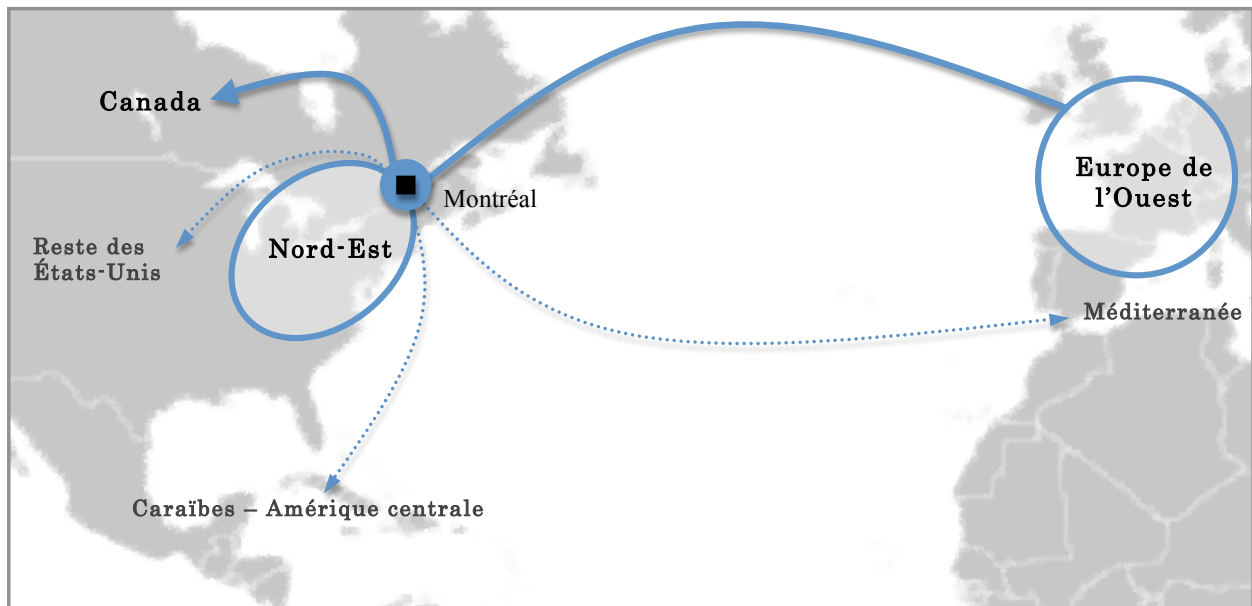 Canada
Montréal
Europe de
l’Ouest
Nord-Est
Reste des
États-Unis
Méditerranée
Caraïbes – Amérique centrale